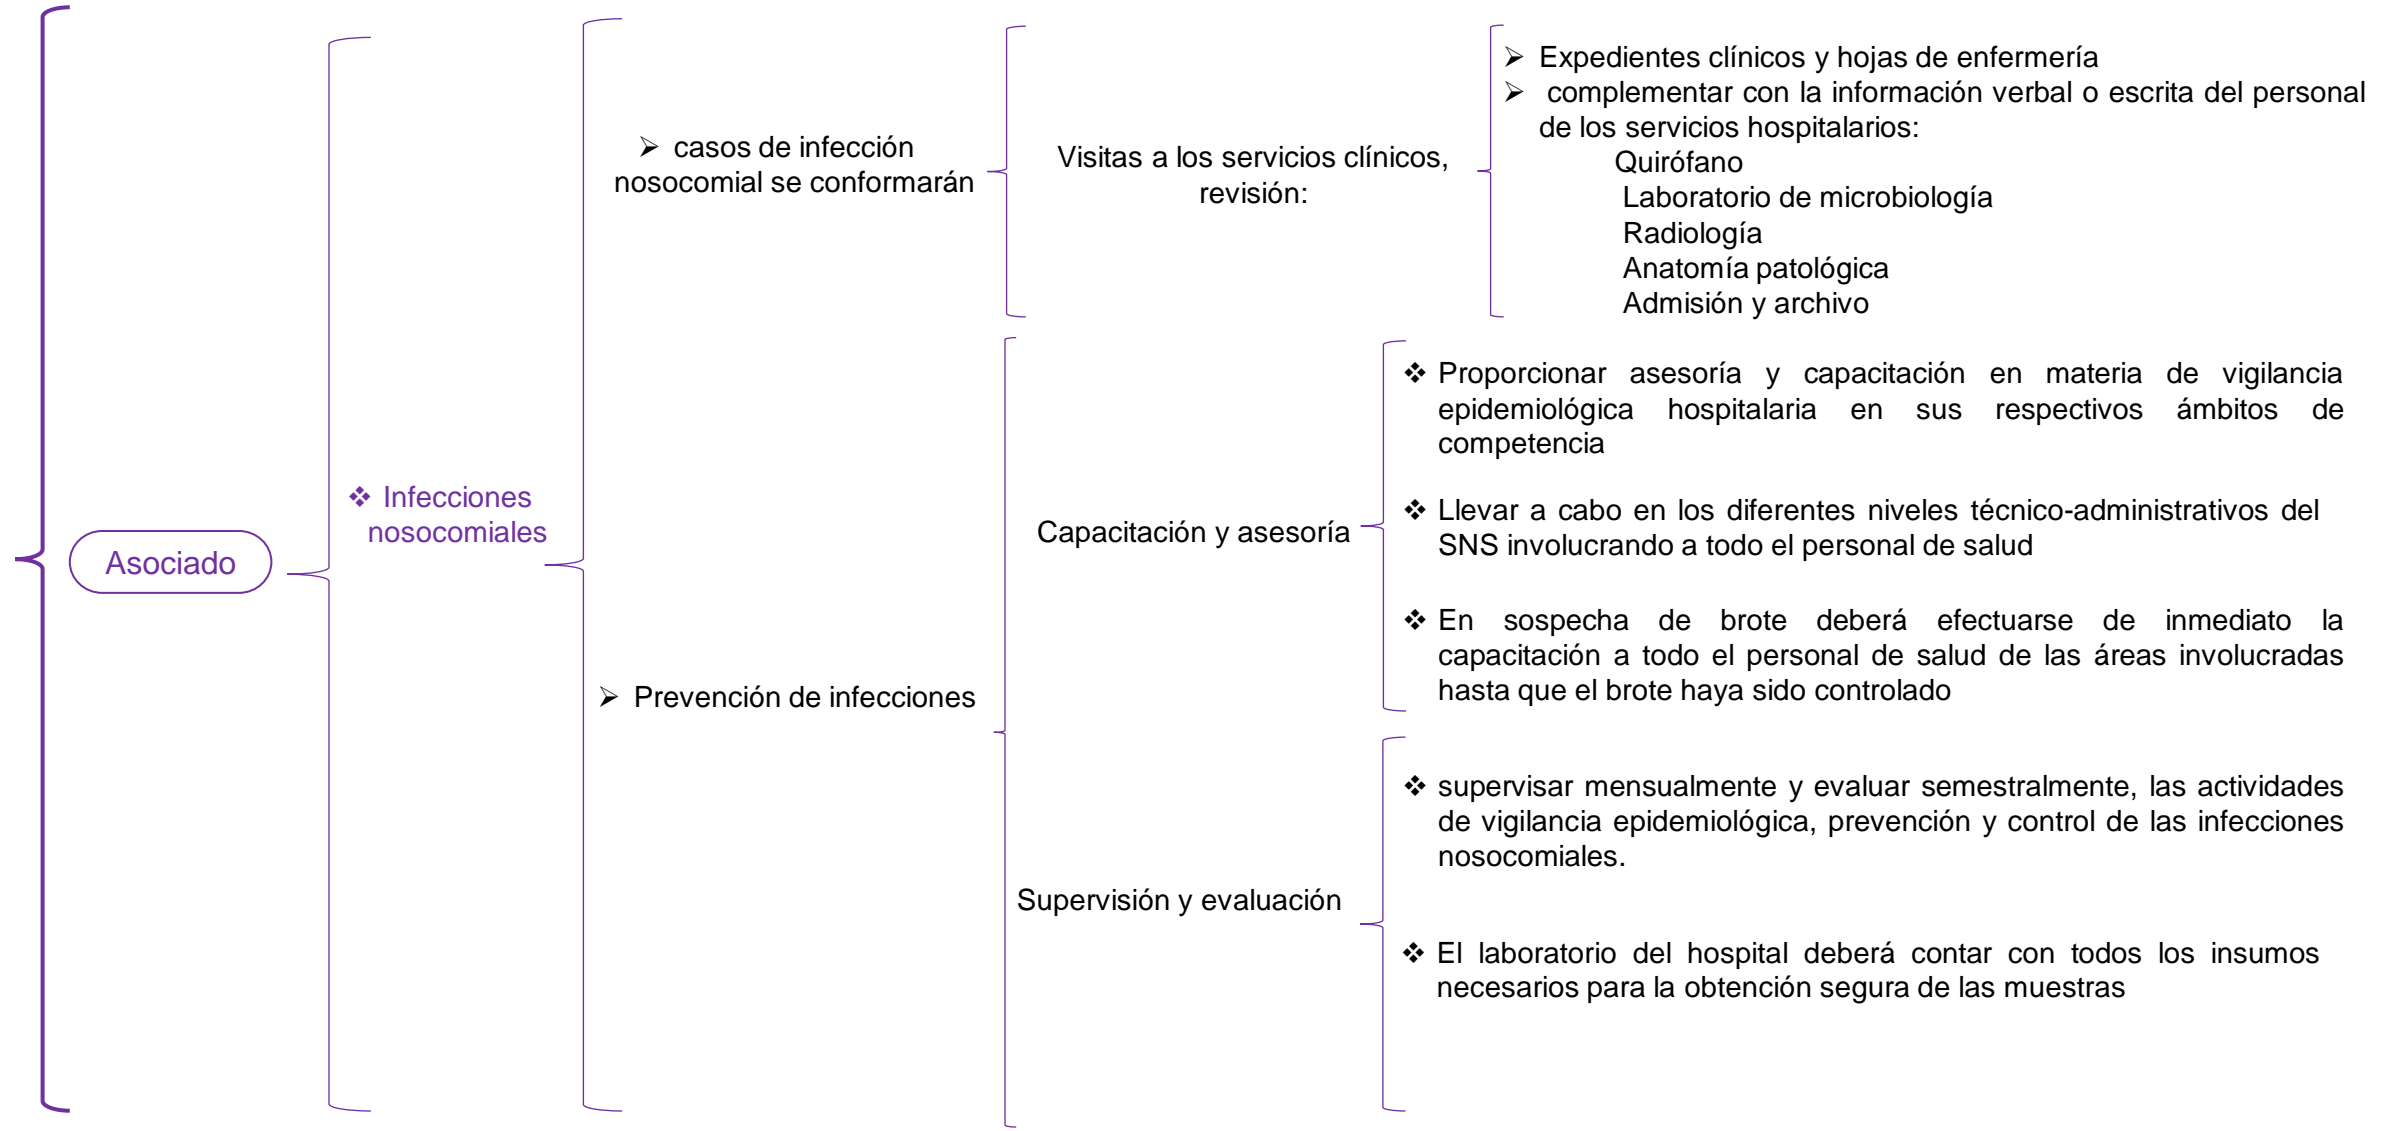 Asociado
❖ Infecciones
nosocomiales
➢ casos de infección
nosocomial se conformarán
Visitas a los servicios clínicos,
revisión:
➢ Expedientes clínicos y hojas de enfermería
➢ complementar con la información verbal o escrita del personal
de los servicios hospitalarios:
Quirófano
Laboratorio de microbiología
Radiología
Anatomía patológica
Admisión y archivo
➢ Prevención de infecciones
Capacitación y asesoría
❖ Proporcionar asesoría y capacitación en materia de vigilancia
epidemiológica hospitalaria en sus respectivos ámbitos de
competencia
❖ Llevar a cabo en los diferentes niveles técnico-administrativos del
SNS involucrando a todo el personal de salud
❖ En sospecha de brote deberá efectuarse de inmediato la
capacitación a todo el personal de salud de las áreas involucradas
hasta que el brote haya sido controlado
Supervisión y evaluación
❖ supervisar mensualmente y evaluar semestralmente, las actividades
de vigilancia epidemiológica, prevención y control de las infecciones
nosocomiales.
❖ El laboratorio del hospital deberá contar con todos los insumos
necesarios para la obtención segura de las muestras